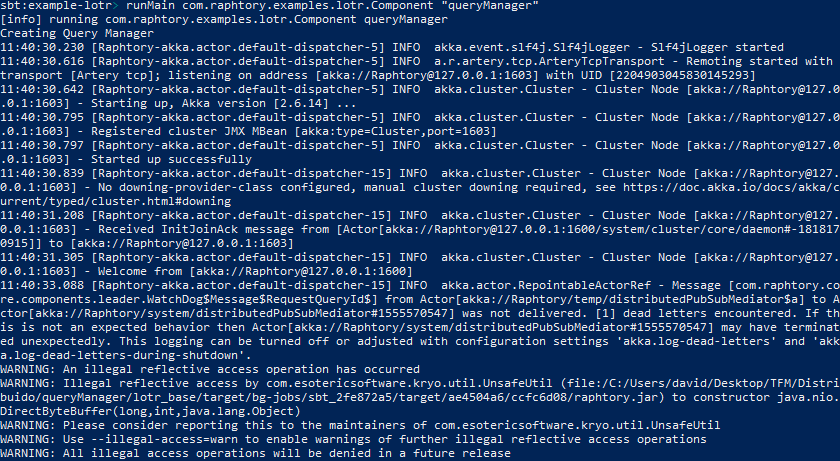 sbt:example-lotr> runMain com.raphtory.examples.lotr.Component "queryManager"
[info] running com.raphtory.examples.lotr.Component queryManager
Creating Query Manager
11:40:30.230 [Raphtory-akka.actor.default-dispatcher-5] INFO  akka.event.slf4j.Slf4jLogger - Slf4jLogger started
11:40:30.616 [Raphtory-akka.actor.default-dispatcher-5] INFO  a.r.artery.tcp.ArteryTcpTransport - Remoting started with
transport [Artery tcp]; listening on address [akka://Raphtory@127.0.0.1:1603] with UID [2204903045830145293]
11:40:30.642 [Raphtory-akka.actor.default-dispatcher-5] INFO  akka.cluster.Cluster - Cluster Node [akka://Raphtory@127.0
.0.1:1603] - Starting up, Akka version [2.6.14] ...
11:40:30.795 [Raphtory-akka.actor.default-dispatcher-5] INFO  akka.cluster.Cluster - Cluster Node [akka://Raphtory@127.0
.0.1:1603] - Registered cluster JMX MBean [akka:type=Cluster,port=1603]
11:40:30.797 [Raphtory-akka.actor.default-dispatcher-5] INFO  akka.cluster.Cluster - Cluster Node [akka://Raphtory@127.0
.0.1:1603] - Started up successfully
11:40:30.839 [Raphtory-akka.actor.default-dispatcher-15] INFO  akka.cluster.Cluster - Cluster Node [akka://Raphtory@127.
0.0.1:1603] - No downing-provider-class configured, manual cluster downing required, see https://doc.akka.io/docs/akka/c
urrent/typed/cluster.html#downing
11:40:31.208 [Raphtory-akka.actor.default-dispatcher-15] INFO  akka.cluster.Cluster - Cluster Node [akka://Raphtory@127.
0.0.1:1603] - Received InitJoinAck message from [Actor[akka://Raphtory@127.0.0.1:1600/system/cluster/core/daemon#-181817
0915]] to [akka://Raphtory@127.0.0.1:1603]
11:40:31.305 [Raphtory-akka.actor.default-dispatcher-15] INFO  akka.cluster.Cluster - Cluster Node [akka://Raphtory@127.
0.0.1:1603] - Welcome from [akka://Raphtory@127.0.0.1:1600]
11:40:33.088 [Raphtory-akka.actor.default-dispatcher-15] INFO  akka.actor.RepointableActorRef - Message [com.raphtory.co
re.components.leader.WatchDog$Message$RequestQueryId$] from Actor[akka://Raphtory/temp/distributedPubSubMediator$a] to A
ctor[akka://Raphtory/system/distributedPubSubMediator#1555570547] was not delivered. [1] dead letters encountered. If th
is is not an expected behavior then Actor[akka://Raphtory/system/distributedPubSubMediator#1555570547] may have terminat
ed unexpectedly. This logging can be turned off or adjusted with configuration settings 'akka.log-dead-letters' and 'akk
a.log-dead-letters-during-shutdown'.
WARNING: An illegal reflective access operation has occurred
WARNING: Illegal reflective access by com.esotericsoftware.kryo.util.UnsafeUtil (file:/C:/Users/david/Desktop/TFM/Distri
buido/queryManager/lotr_base/target/bg-jobs/sbt_2fe872a5/target/ae4504a6/ccfc6d08/raphtory.jar) to constructor java.nio.
DirectByteBuffer(long,int,java.lang.Object)
WARNING: Please consider reporting this to the maintainers of com.esotericsoftware.kryo.util.UnsafeUtil
WARNING: Use --illegal-access=warn to enable warnings of further illegal reflective access operations
WARNING: All illegal access operations will be denied in a future release